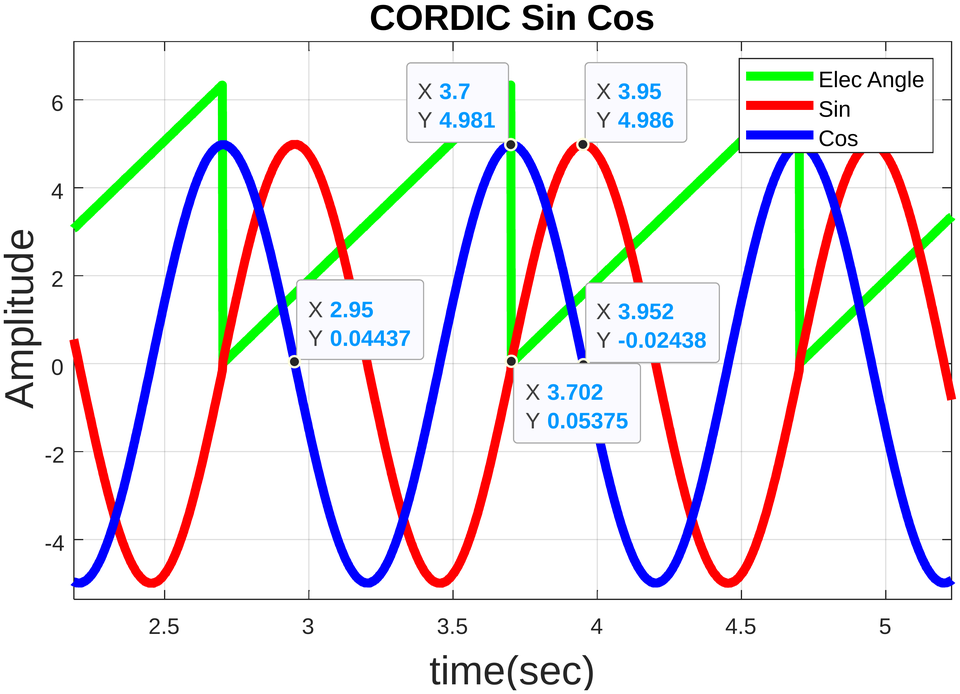 CORDIC Sin Cos
X 3.7
Y 4.981
X 3.95
Y 4.986
Elec Angle
Sin
Cos
X 2.95
Y 0.04437
X 3.952
Y -0.02438
X 3.702
Y 0.05375
6
4
2
0
-2
-4
Amplitude
2.5
3
3.5
4
4.5
5
time(sec)